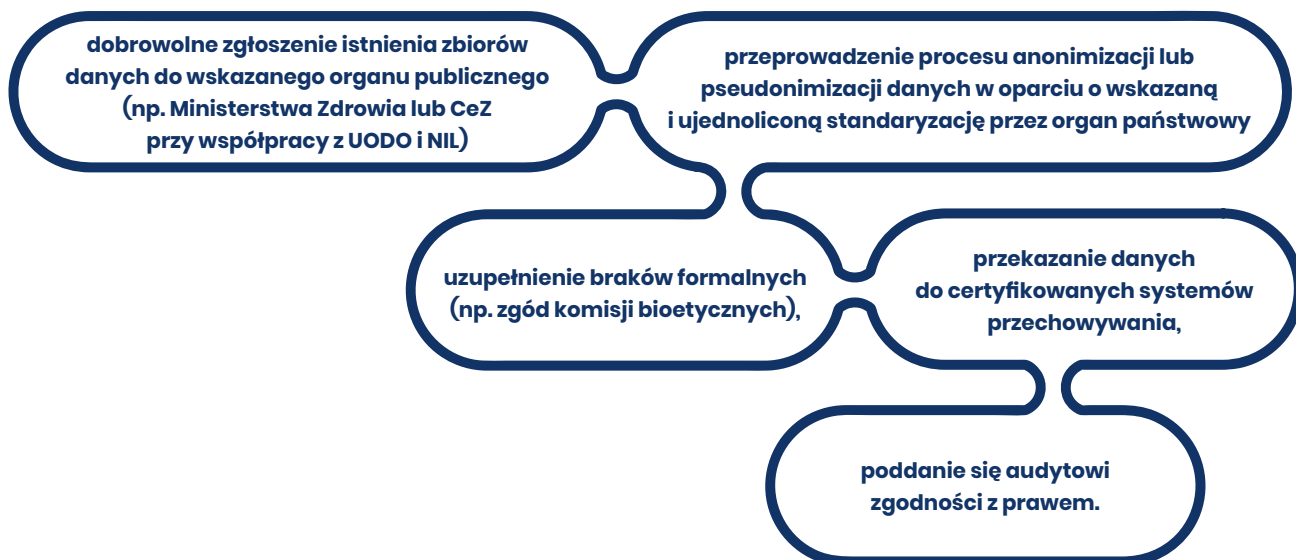 dobrowolne zgłoszenie istnienia zbiorów
danych do wskazanego organu publicznego
(np. Ministerstwa Zdrowia lub CeZ
przy współpracy z UODO i NIL)
przeprowadzenie procesu anonimizacji lub
pseudonimizacji danych w oparciu o wskazaną
i ujednoliconą standaryzację przez organ państwowy
uzupełnienie braków formalnych
(np. zgód komisji bioetycznych),
przekazanie danych
do certyfikowanych systemów
przechowywania,
poddanie się audytowi
zgodności z prawem.